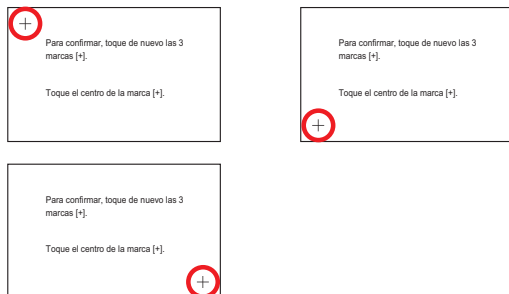 +
Para confirmar, toque de nuevo las 3
marcas [+].
Toque el centro de la marca [+].
Para confirmar, toque de nuevo las 3
marcas [+].
Toque el centro de la marca [+].
+
Para confirmar, toque de nuevo las 3
marcas [+].
Toque el centro de la marca [+].
+